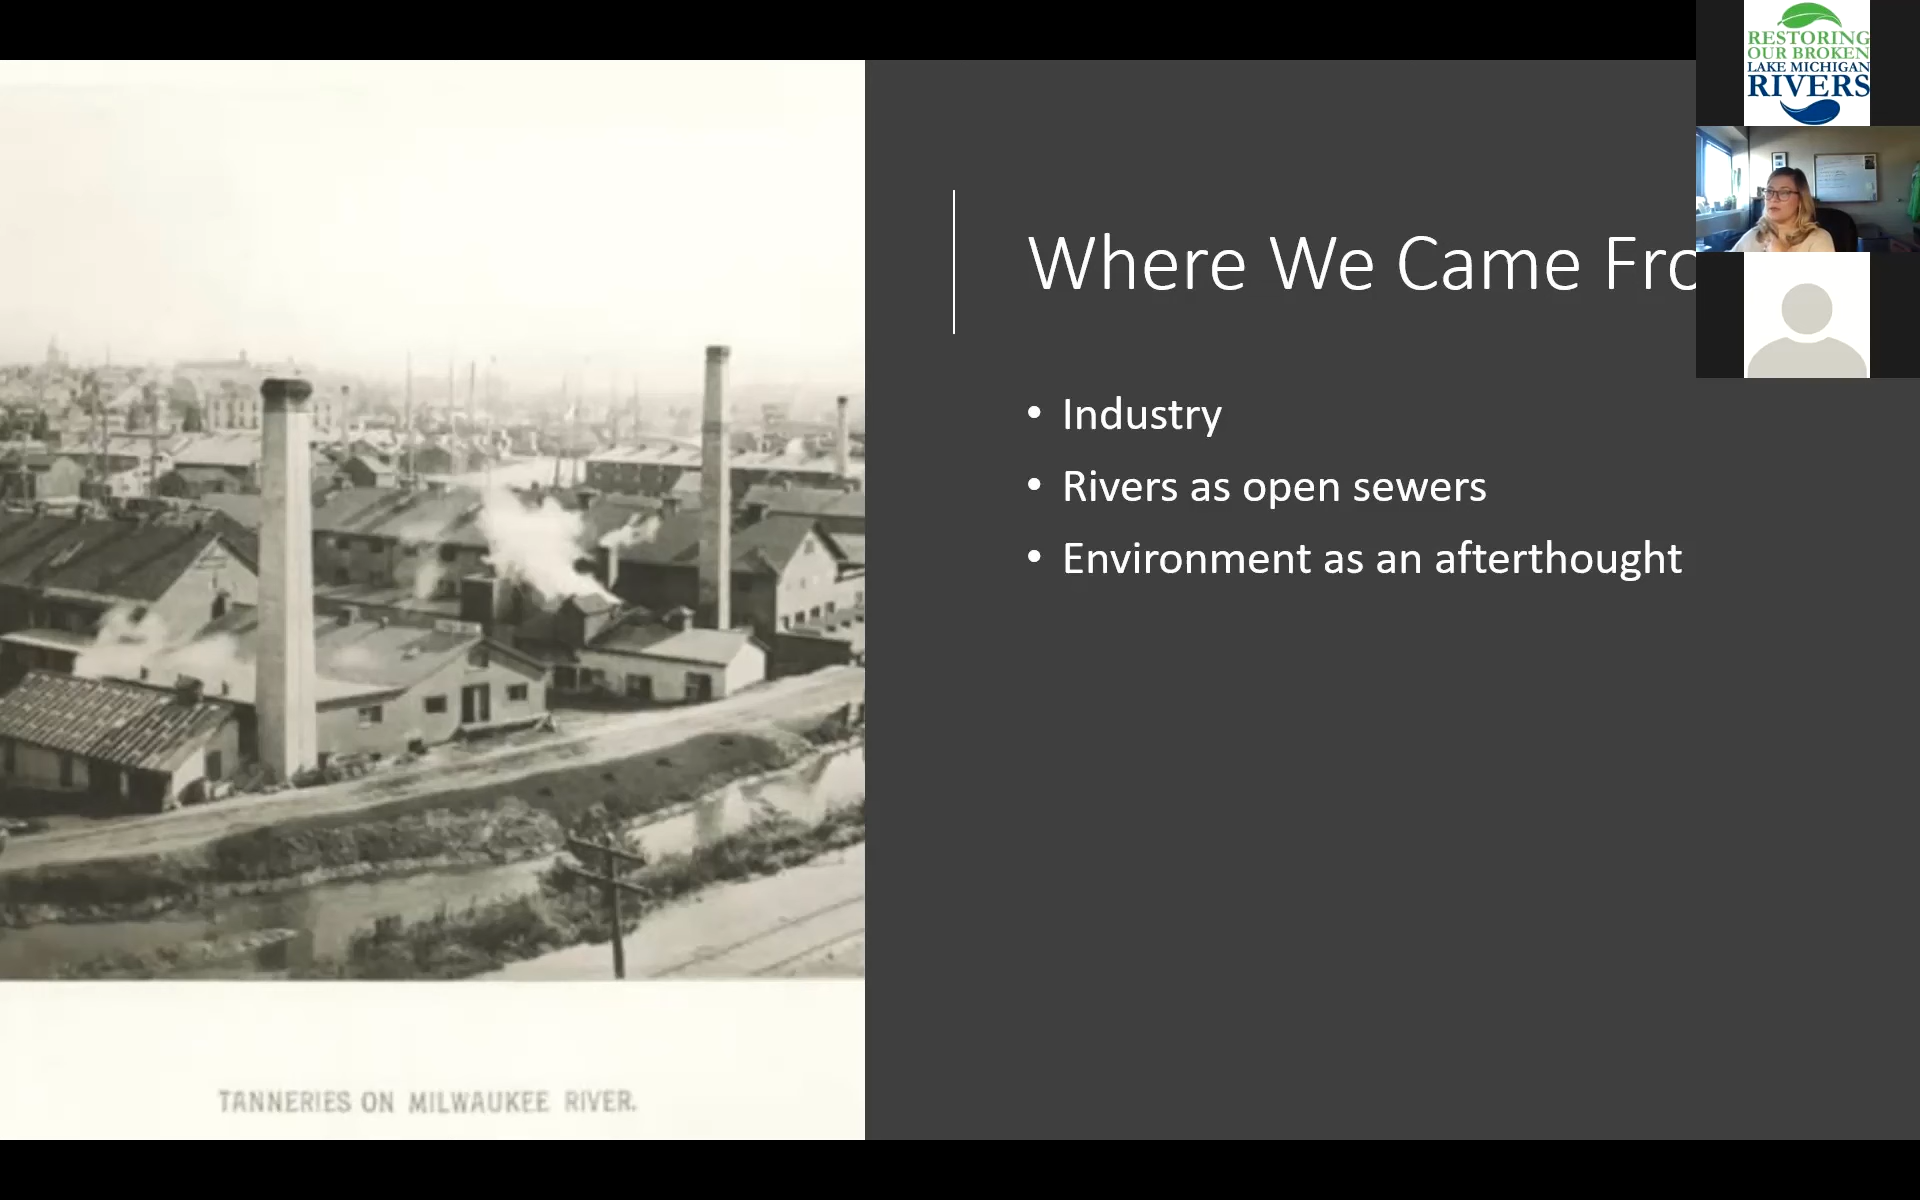 RESTORING
OUR BROKEN
LAKE MICHIGAN
RIVERS
Where We Came Fro
• Industry
• Rivers as open sewers
• Environment as an afterthought
TANNERIES ON MILWAUKEE RIVER.